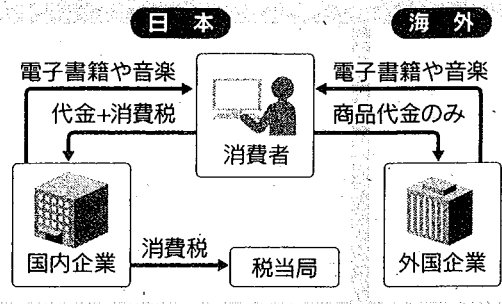 日本
海外
電子書籍や音楽
電子書籍や音楽
代金+消費税
商品代金のみ
消費者
国内企業
消費税
税当局
外国企業